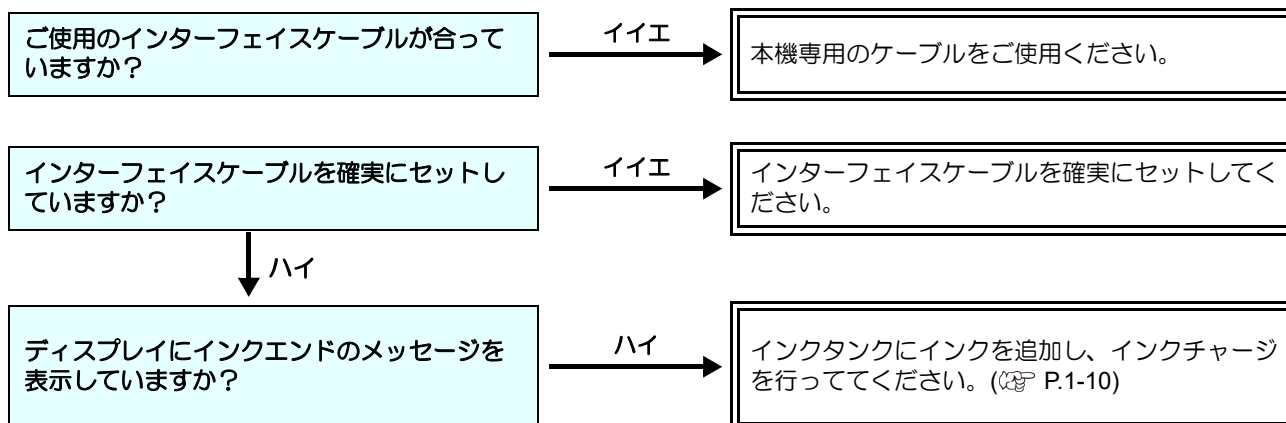 ご使用のインターフェイスケーブルが合って
いますか？
イイエ
本機専用のケーブルをご使用ください。
インターフェイスケーブルを確実にセットし
ていますか？
イイエ
インターフェイスケーブルを確実にセットしてく
ださい。
ハイ
ディスプレイにインクエンドのメッセージを
表示していますか？
ハイ
インクタンクにインクを追加し、インクチャージ
を行っててください。(☞ P.1-10)